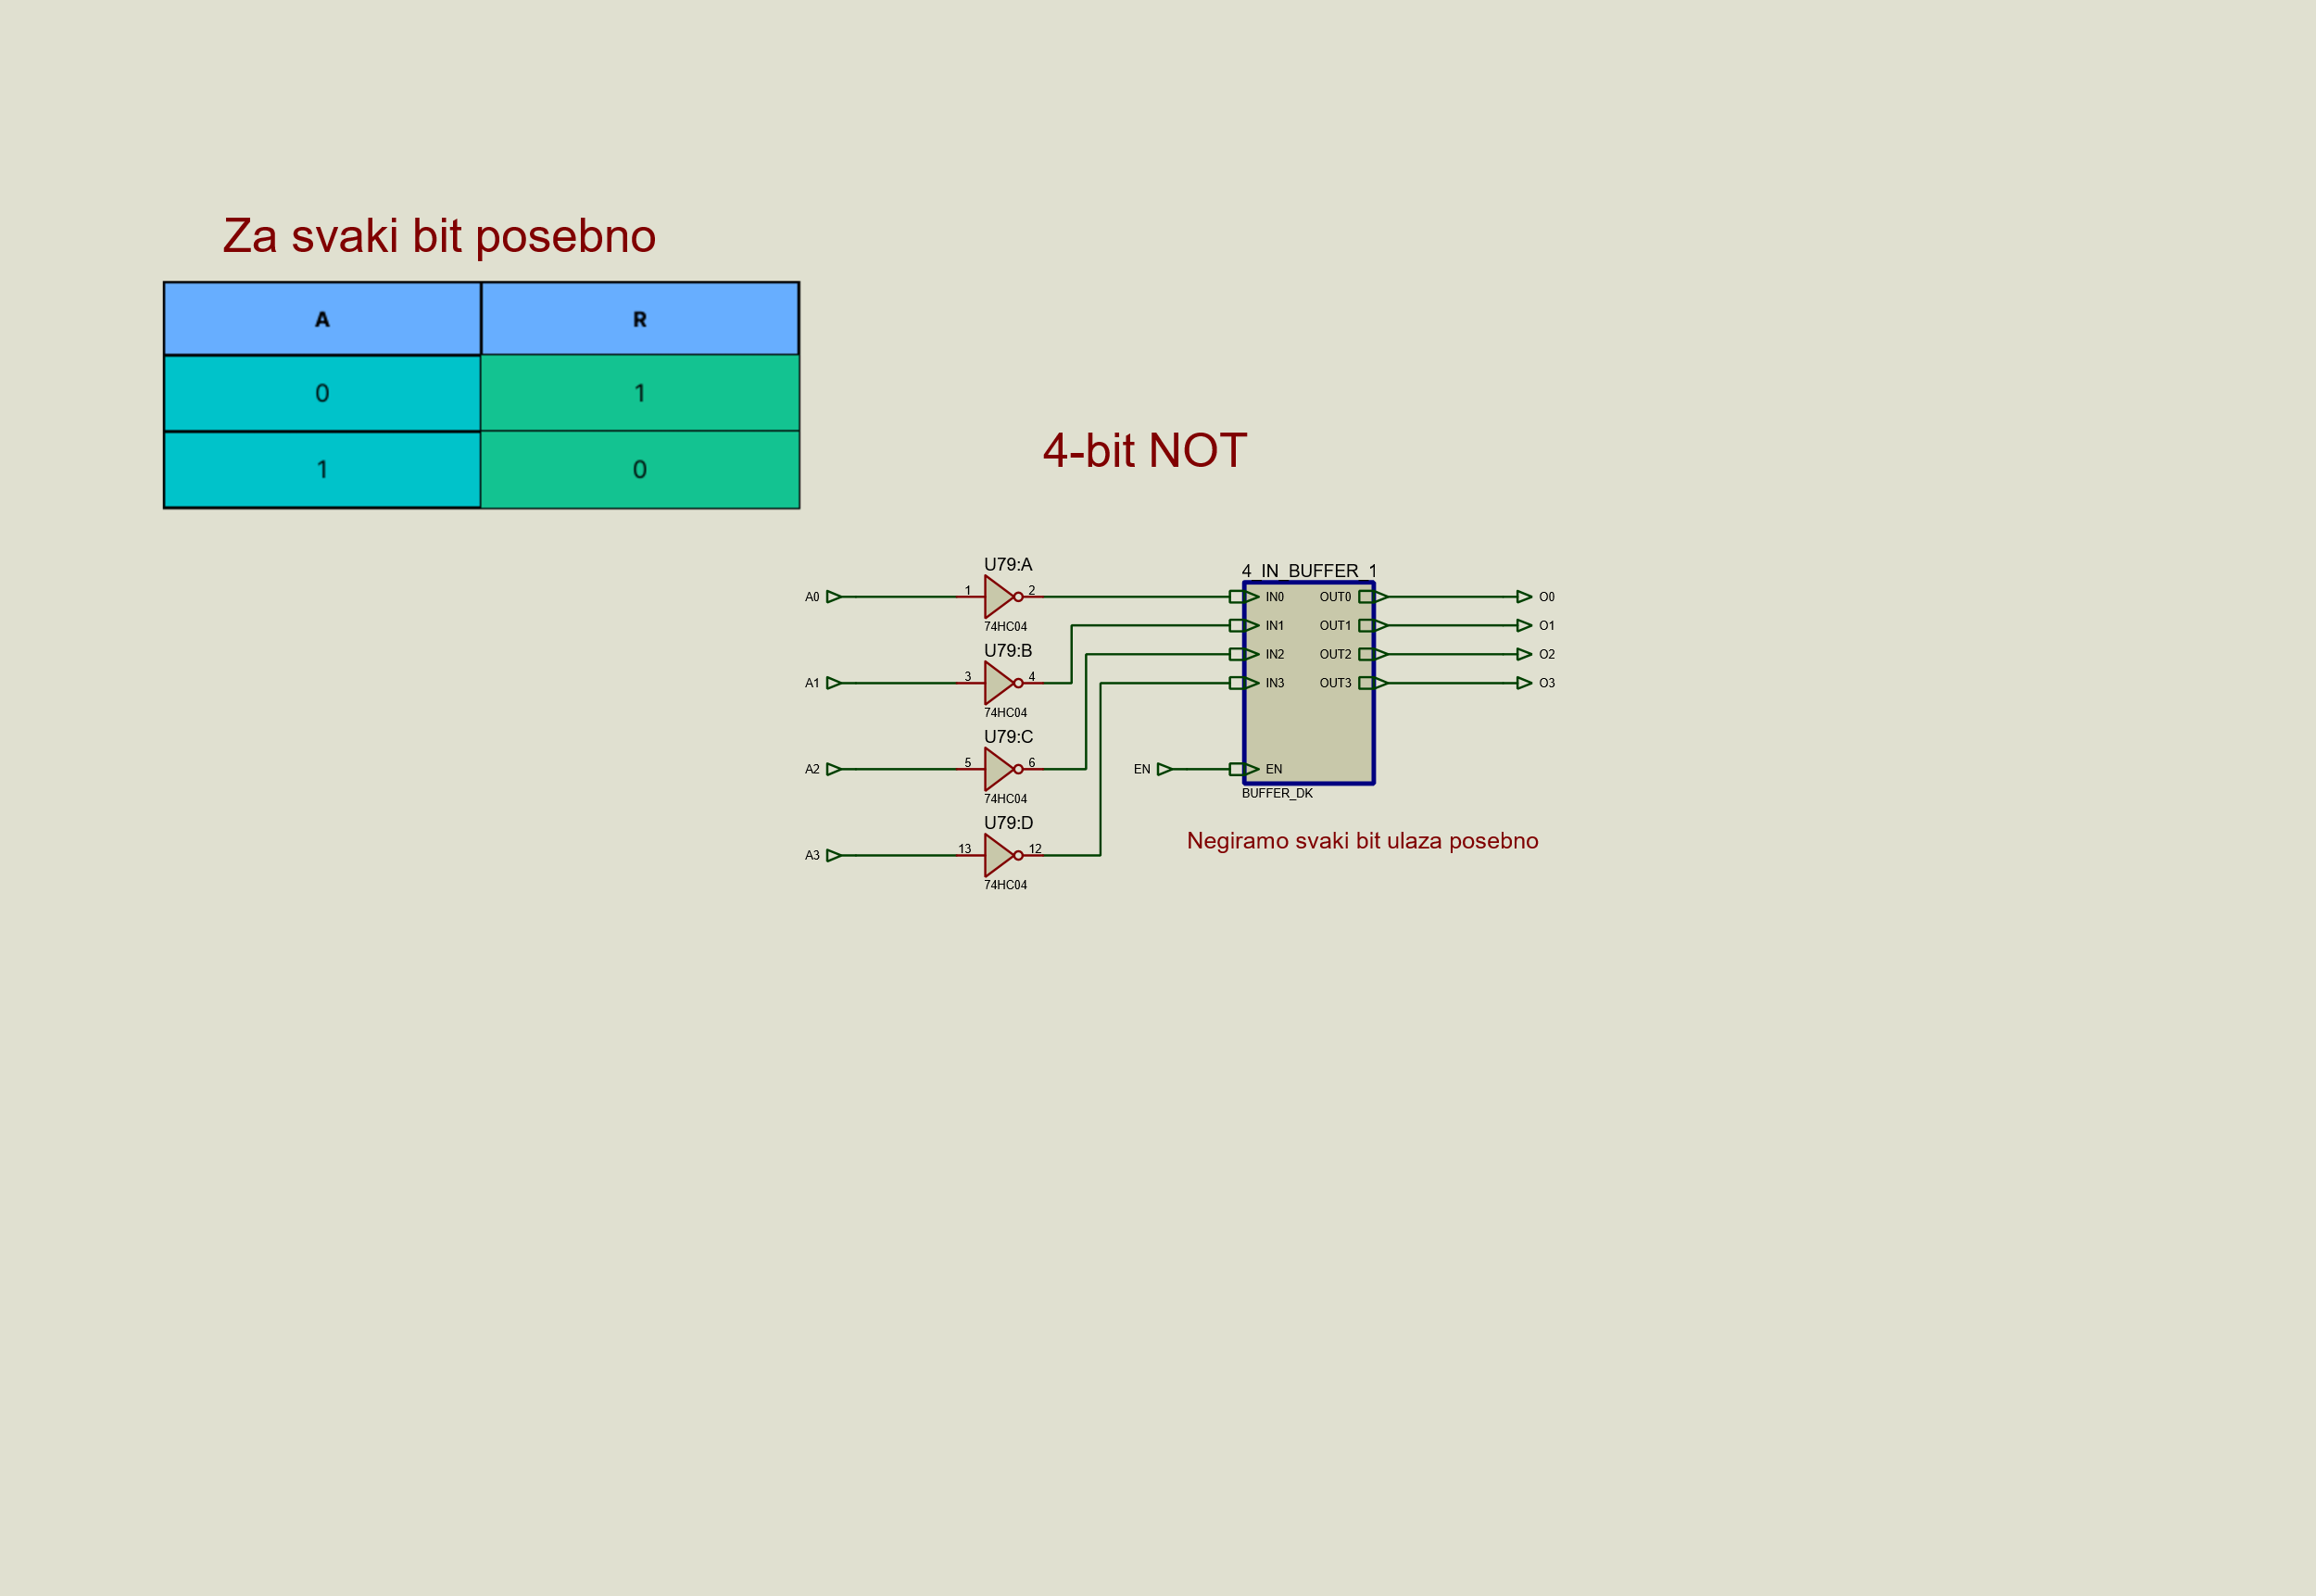 Za svaki bit posebno
A R
0 1
1 0
4-bit NOT
U79:A
A0 1 2
74HC04
U79:B
A1 3 4
74HC04
U79:C
A2 5 6
74HC04
U79:D
A3 13 12
74HC04
4_IN_BUFFER_1
IN0 OUT0 O0
IN1 OUT1 O1
IN2 OUT2 O2
IN3 OUT3 O3
EN EN
BUFFER_DK
Negiramo svaki bit ulaza posebno